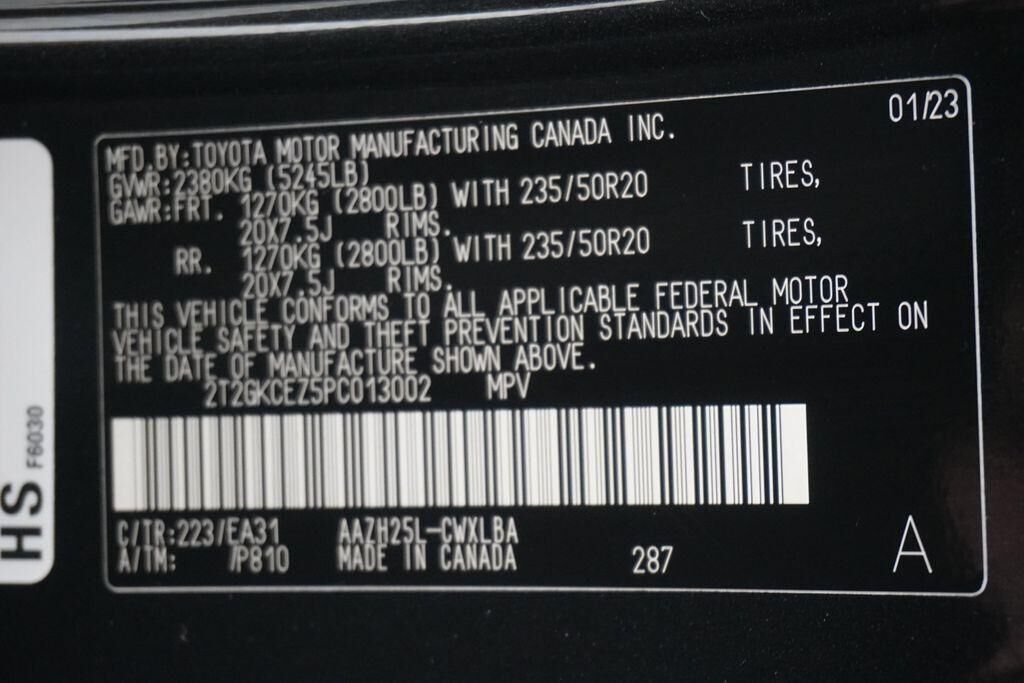 01/23
MFD.BY:TOYOTA MOTOR MANUFACTURING CANADA INC.
GVWR:2380KG (5245LB)
GAWR:FRT. 1270KG (2800LB) WITH 235/50R20 TIRES,
20X7.5J RIMS.
RR. 1270KG (2800LB) WITH 235/50R20 TIRES,
20X7.5J RIMS.
THIS VEHICLE CONFORMS TO ALL APPLICABLE FEDERAL MOTOR
VEHICLE SAFETY AND THEFT PREVENTION STANDARDS IN EFFECT ON
THE DATE OF MANUFACTURE SHOWN ABOVE.
2T2GKCEZ5PC013002 MPV
C/TR:223/EA31 AAZH25L-CWXLBA
A/TM: /P810 MADE IN CANADA 287 A
HS F6030